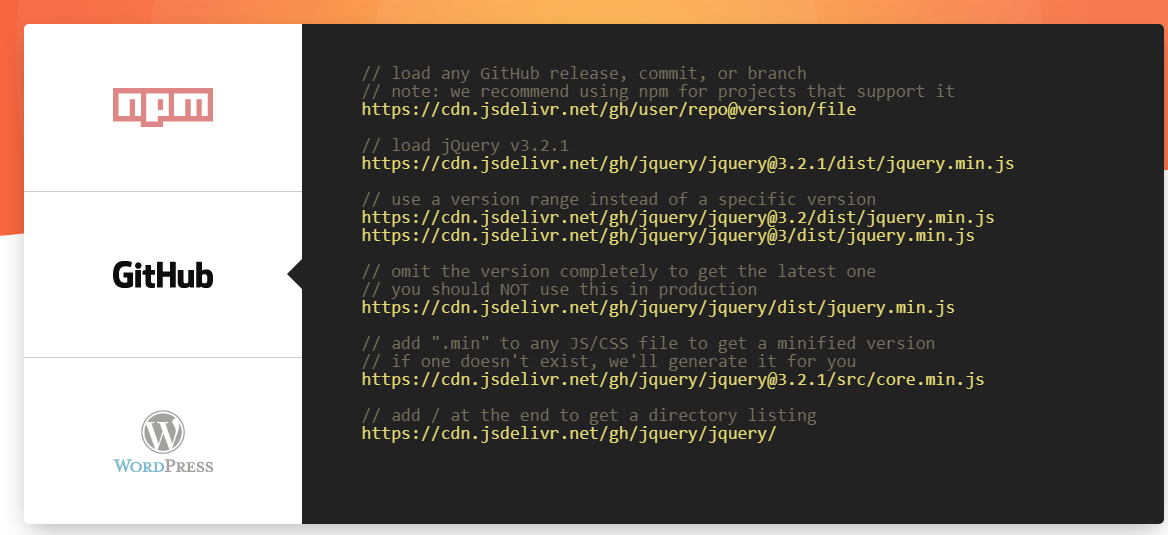 npm
GitHub
WORDPRESS
// load any GitHub release, commit, or branch
// note: we recommend using npm for projects that support it
https://cdn.jsdelivr.net/gh/user/repo@version/file
// load jQuery v3.2.1
https://cdn.jsdelivr.net/gh/jquery/jquery@3.2.1/dist/jquery.min.js
// use a version range instead of a specific version
https://cdn.jsdelivr.net/gh/jquery/jquery@3.2/dist/jquery.min.js
https://cdn.jsdelivr.net/gh/jquery/jquery@3/dist/jquery.min.js
// omit the version completely to get the latest one
// you should NOT use this in production
https://cdn.jsdelivr.net/gh/jquery/jquery/dist/jquery.min.js
// add ".min" to any JS/CSS file to get a minified version
// if one doesn't exist, we'll generate it for you
https://cdn.jsdelivr.net/gh/jquery/jquery@3.2.1/src/core.min.js
// add / at the end to get a directory listing
https://cdn.jsdelivr.net/gh/jquery/jquery/